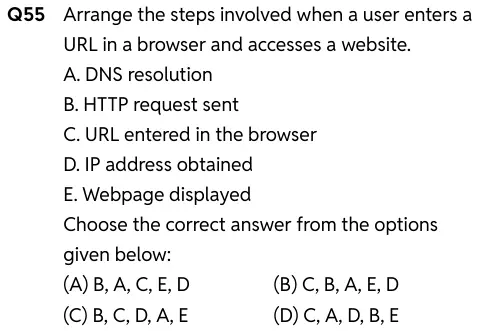 Q55 Arrange the steps involved when a user enters a
URL in a browser and accesses a website.
A. DNS resolution
B. HTTP request sent
C. URL entered in the browser
D. IP address obtained
E. Webpage displayed
Choose the correct answer from the options
given below:
(A) B, A, C, E, D (B) C, B, A, E, D
(C) B, C, D, A, E (D) C, A, D, B, E